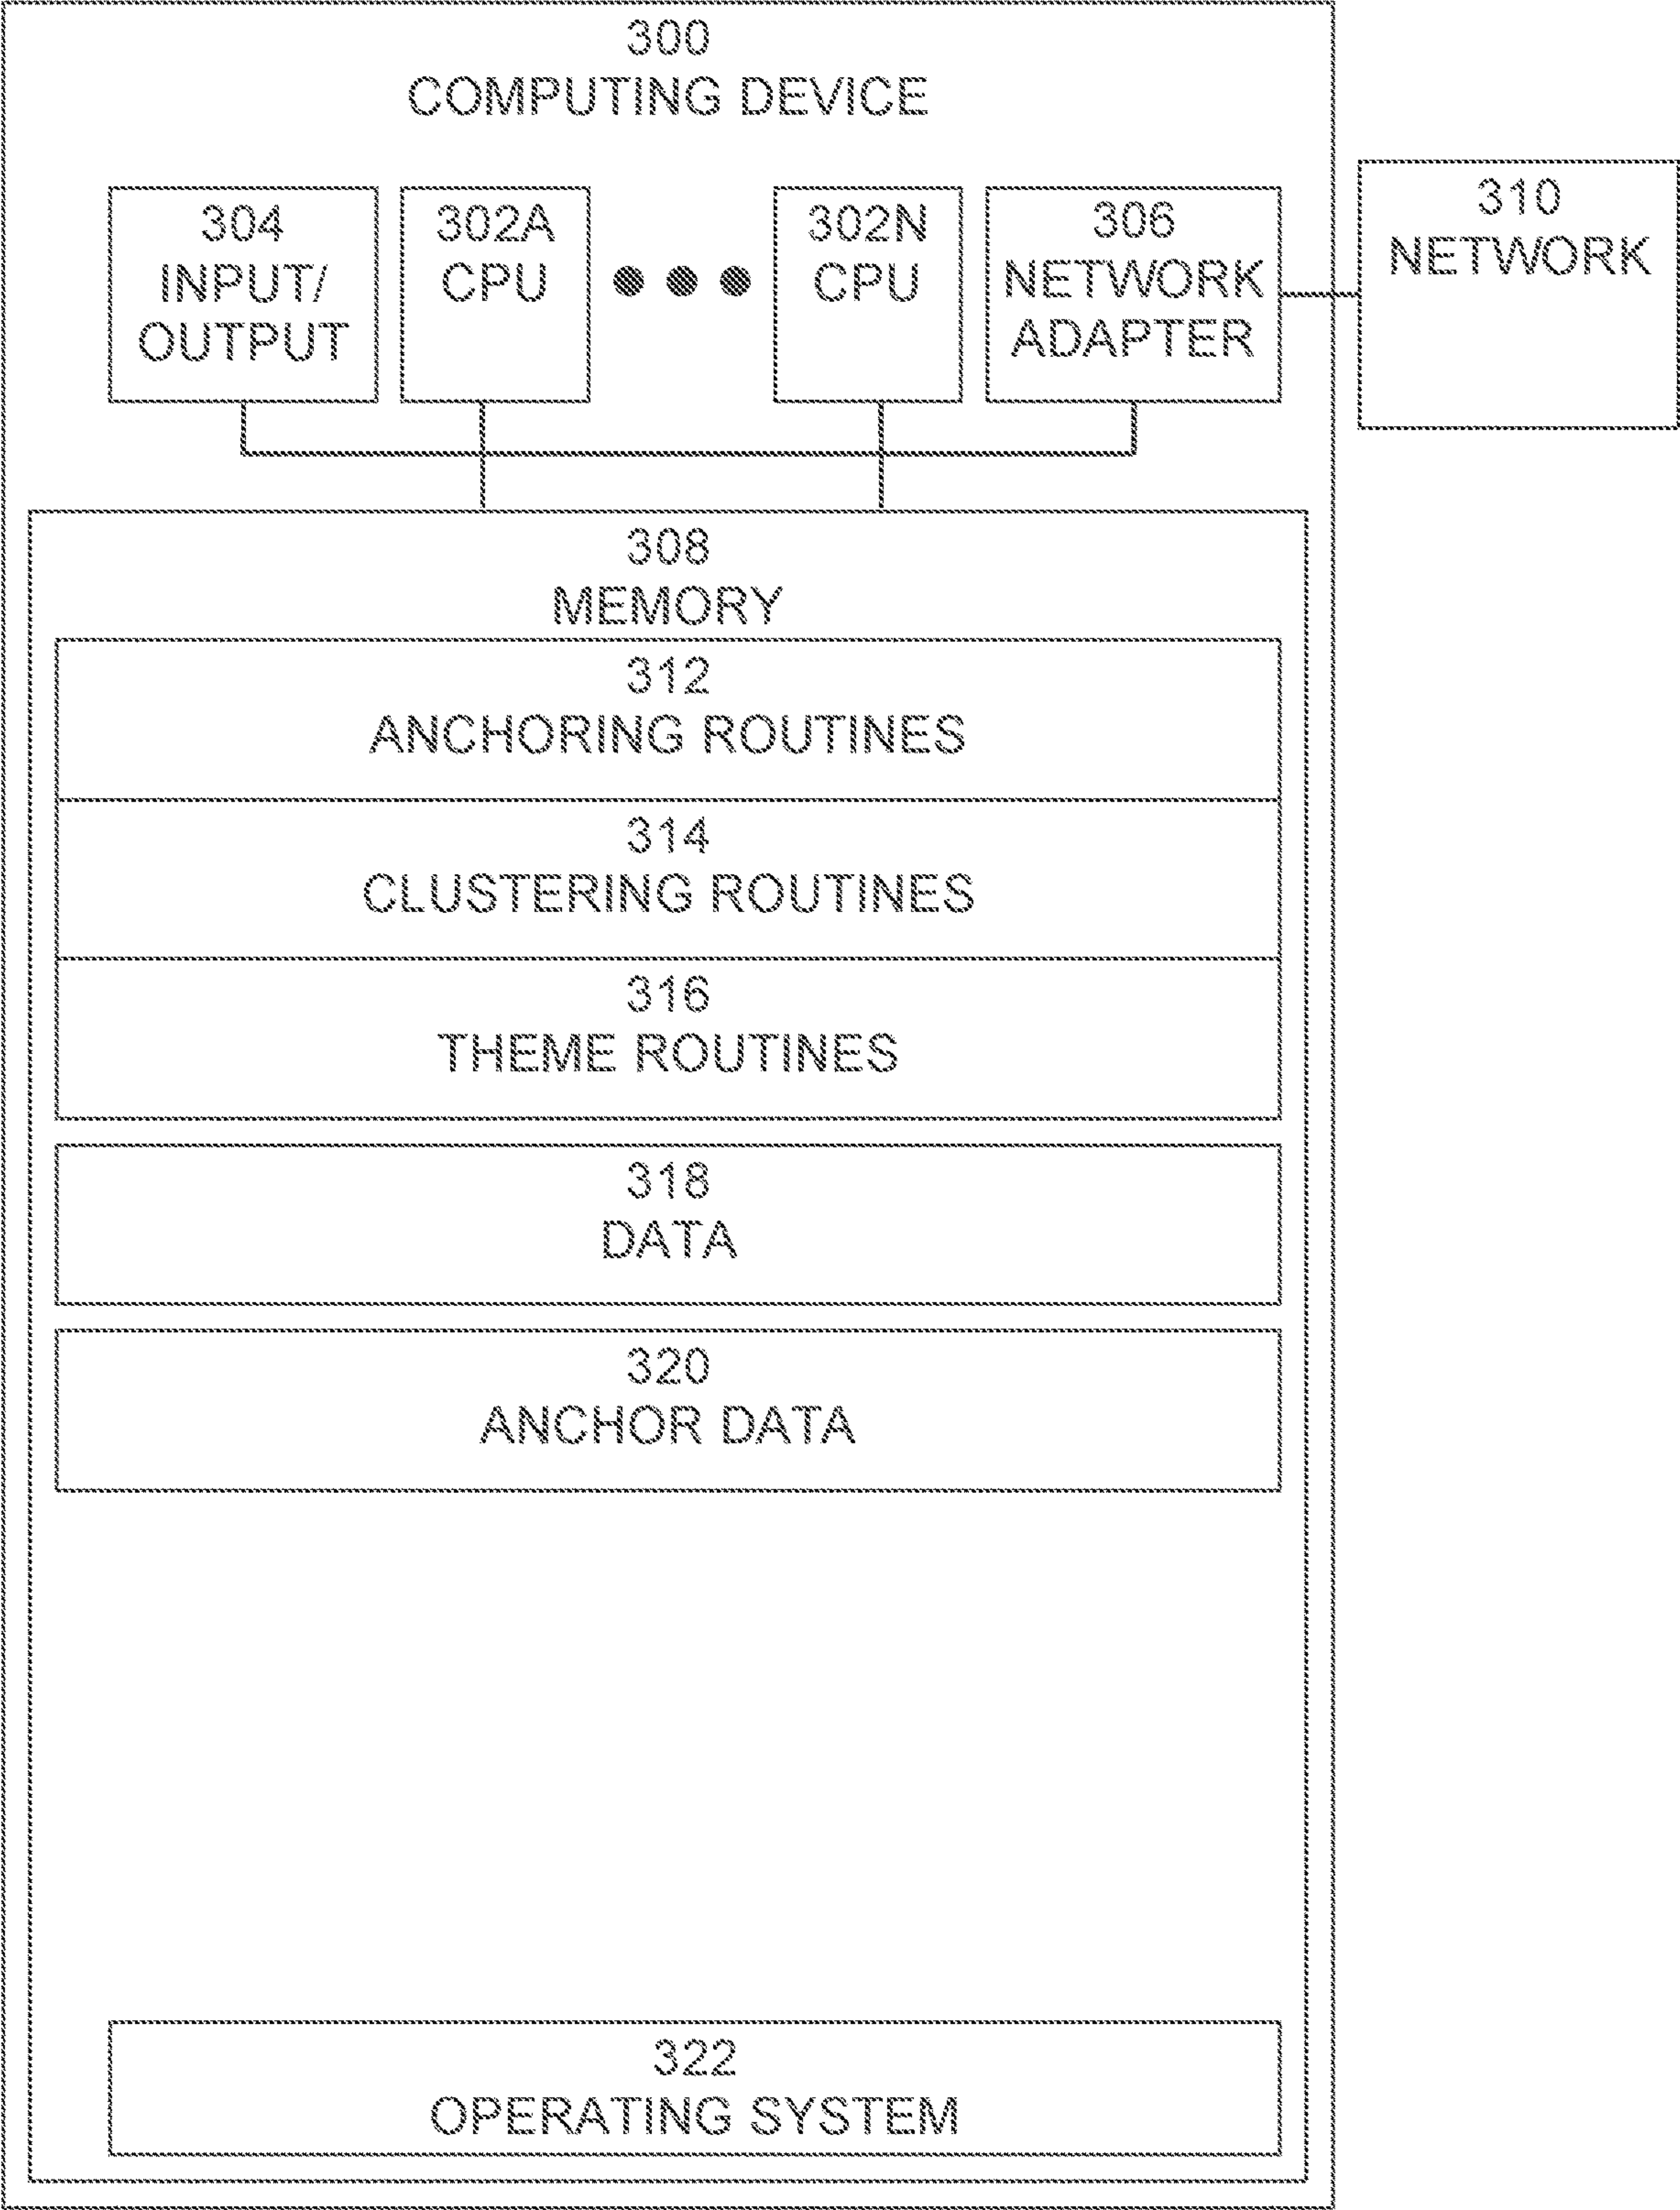 300
COMPUTING DEVICE
304
INPUT/
OUTPUT
302A
CPU
302N
CPU
306
NETWORK
ADAPTER
310
NETWORK
308
MEMORY
312
ANCHORING ROUTINES
314
CLUSTERING ROUTINES
316
THEME ROUTINES
318
DATA
320
ANCHOR DATA
322
OPERATING SYSTEM